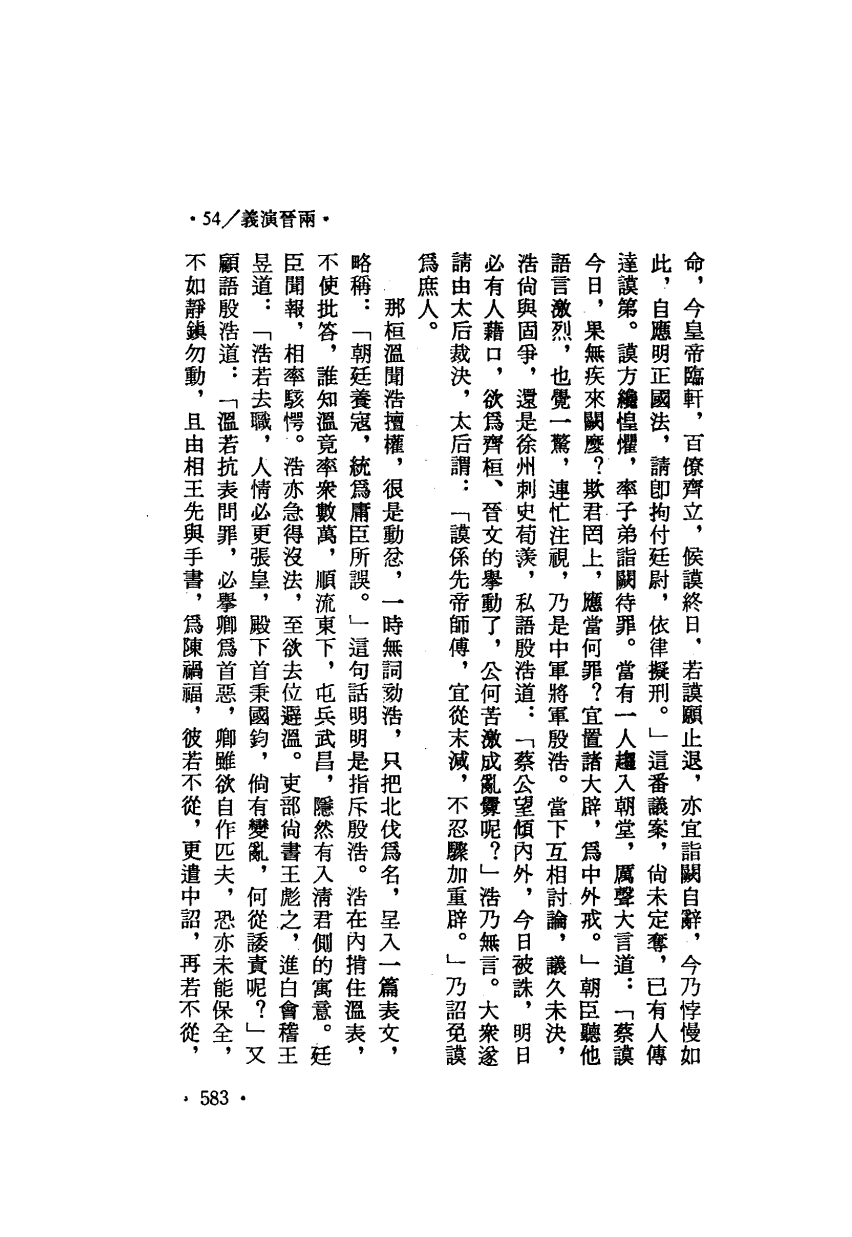 ·54／義演晉兩·
命，今皇帝臨軒，百僚齊立，候謨終日，若謨願止退，亦宜詣闕自辭，今乃悖慢如
此，自應明正國法，請卽拘付廷尉，依律擬刑。」這番議案，尙未定奪，已有人傳
達謨第。謨方纔惶懼，率子弟詣闕待罪。當有一人趨入朝堂，厲聲大言道：「蔡謨
今日，果無疾來闕麼？欺君罔上，應當何罪？宜置諸大辟，爲中外戒。」朝臣聽他
語言激烈，也覺一驚，連忙注視，乃是中軍將軍殷浩。當下互相討論，議久未決，
浩尙與固爭，還是徐州刺史荀羨，私語殷浩道：「蔡公望傾內外，今日被誅，明日
必有人藉口，欲爲齊桓、晉文的舉動了，公何苦激成亂釁呢？」浩乃無言。大衆遂
請由太后裁決，太后謂：「謨係先帝師傅，宜從末減，不忍驟加重辟。」乃詔免謨
爲庶人。
那桓溫聞浩擅權，很是動忿，一時無詞劾浩，只把北伐爲名，呈入一篇表文，
略稱：「朝廷養寇，統爲庸臣所誤。」這句話明明是指斥殷浩。浩在內揹住溫表，
不使批答，誰知溫竟率衆數萬，順流東下，屯兵武昌，隱然有入淸君側的寓意。廷
臣聞報，相率駭愕。浩亦急得沒法，至欲去位避溫。吏部尙書王彪之，進白會稽王
昱道：「浩若去職，人情必更張皇，殿下首秉國鈞，倘有變亂，何從諉責呢？」又
顧語殷浩道：「溫若抗表問罪，必舉卿爲首惡，卿雖欲自作匹夫，恐亦未能保全，
不如靜鎭勿動，且由相王先與手書，爲陳禍福，彼若不從，更遣中詔，再若不從，
·583·